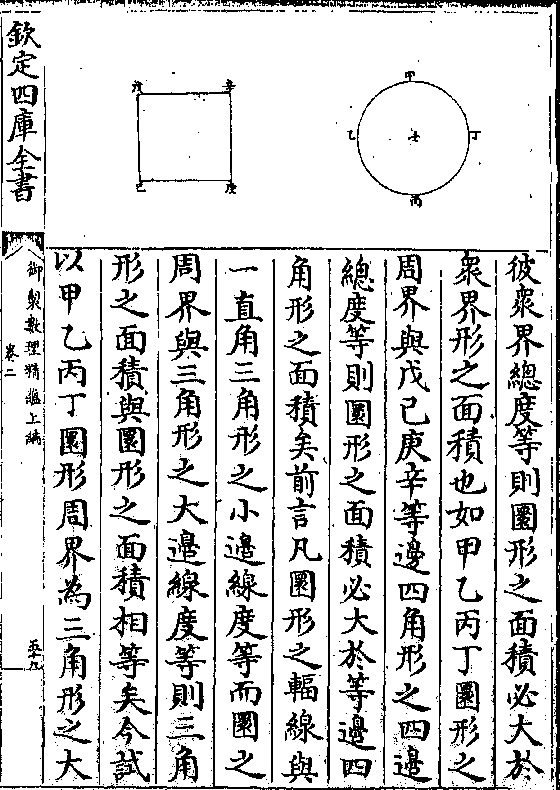 甲
乙
丁
壬
丙
辛
戊
己
庚
彼衆界總度等則圜形之面積必大於
衆界形之面積也如甲乙丙丁圜形之
周界與戊己庚辛等邊四角形之四邊
總度等則圜形之面積必大於等邊四
角形之面積矣前言凡圜形之輻線與
一直角三角形之小邊線度等而圜之
周界與三角形之大邊線度等則三角
形之面積與圜形之面積相等矣今試
以甲乙丙丁圜形周界為三角形之大
欽定四庫全書
御製數理精蘊上編
卷二